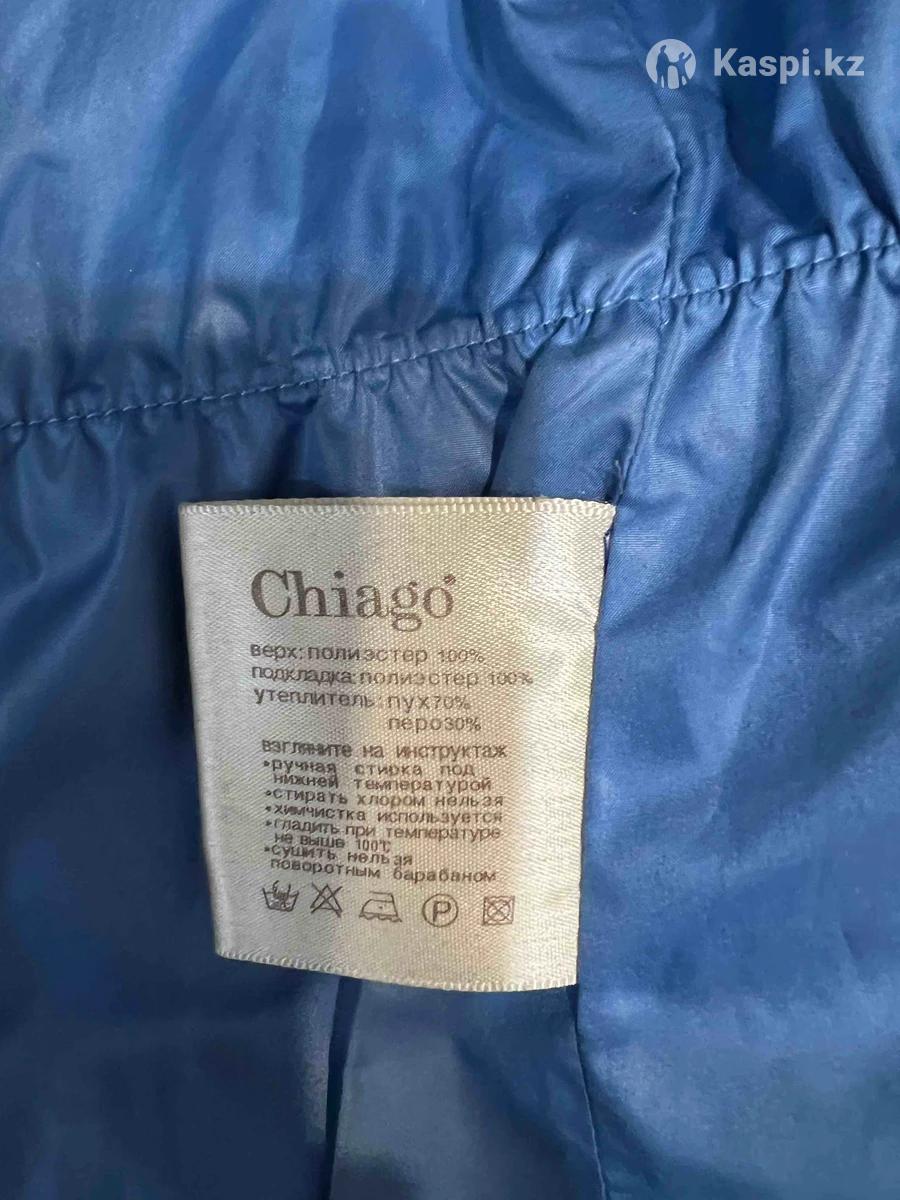 Kaspi.kz
Chiago
верх: полиэстер 100%
подкладка: полиэстер 100%
утеплитель: пух70%
перо30%
взгляните на инструктаж
•ручная стирка под
нижней температурой
•стирать хлором нельзя
•химчистка используется
•гладить при температуре
не выше 100℃
•сушить нельзя
поворотным барабаном
P